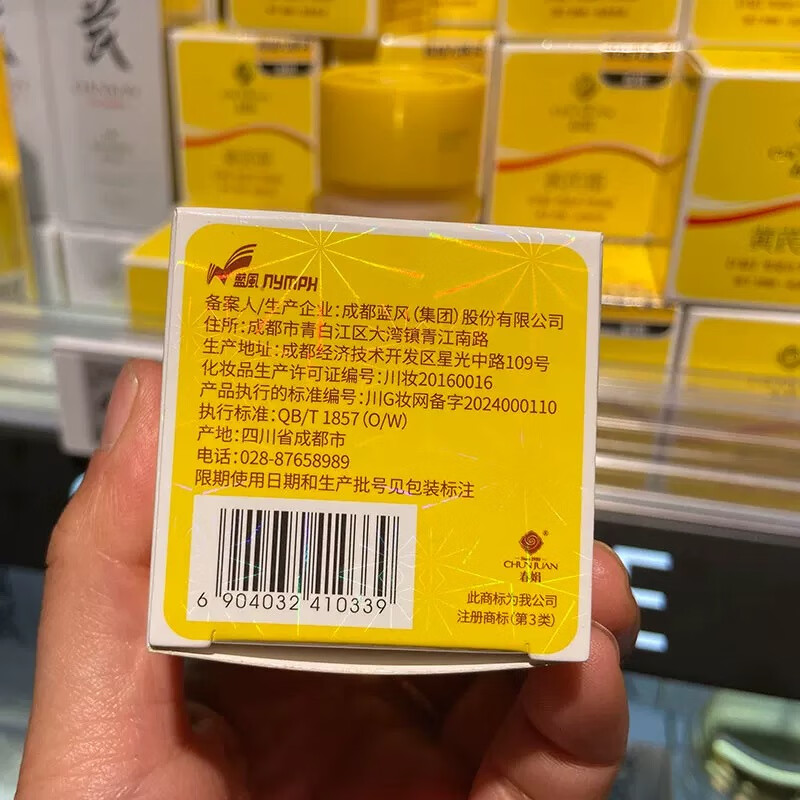 蓝风 NYMPH
备案人/生产企业:成都蓝风(集团)股份有限公司
住所:成都市青白江区大湾镇青江南路
生产地址:成都经济技术开发区星光中路109号
化妆品生产许可证编号:川妆20160016
产品执行的标准编号:川G妆网备字2024000110
执行标准:QB/T 1857(O/W)
产地:四川省成都市
电话:028-87658989
限期使用日期和生产批号见包装标注
6 904032 410339
CHUNJUAN
春娟
此商标为我公司
注册商标(第3类)